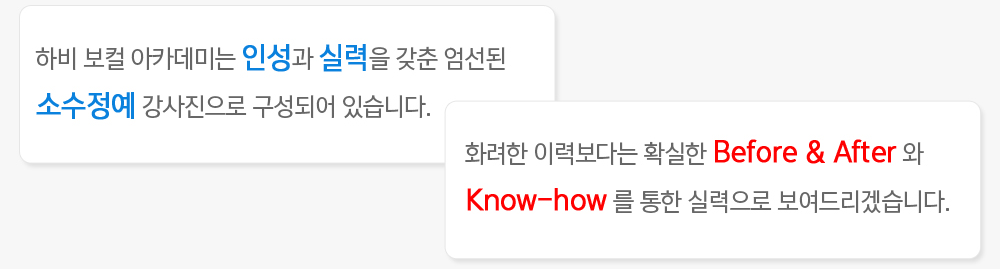 하비 보컬 아카데미는 인성과 실력을 갖춘 엄선된
소수정예 강사진으로 구성되어 있습니다.
화려한 이력보다는 확실한 Before & After 와
Know-how 를 통한 실력으로 보여드리겠습니다.